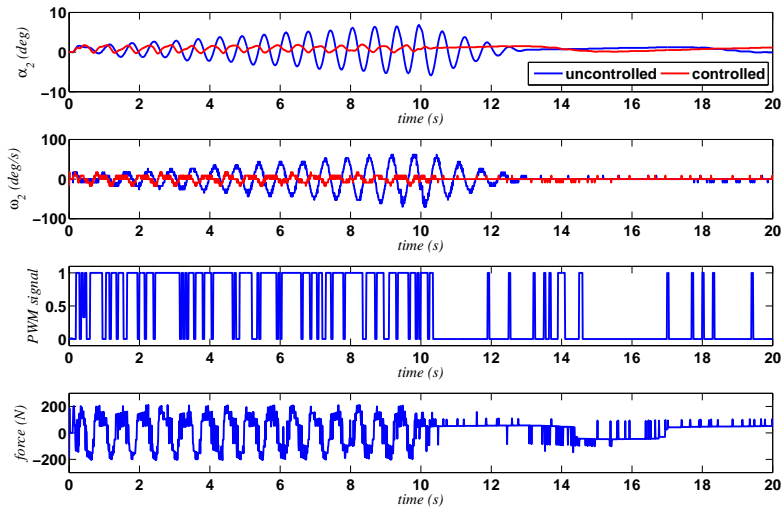 10
0
−10
α2 (deg)
0 2 4 6 8 10 12 14 16 18 20
time (s)
uncontrolled controlled
100
0
−100
ω2 (deg/s)
0 2 4 6 8 10 12 14 16 18 20
time (s)
1
0.5
0
PWM signal
0 2 4 6 8 10 12 14 16 18 20
time (s)
200
0
−200
force (N)
0 2 4 6 8 10 12 14 16 18 20
time (s)